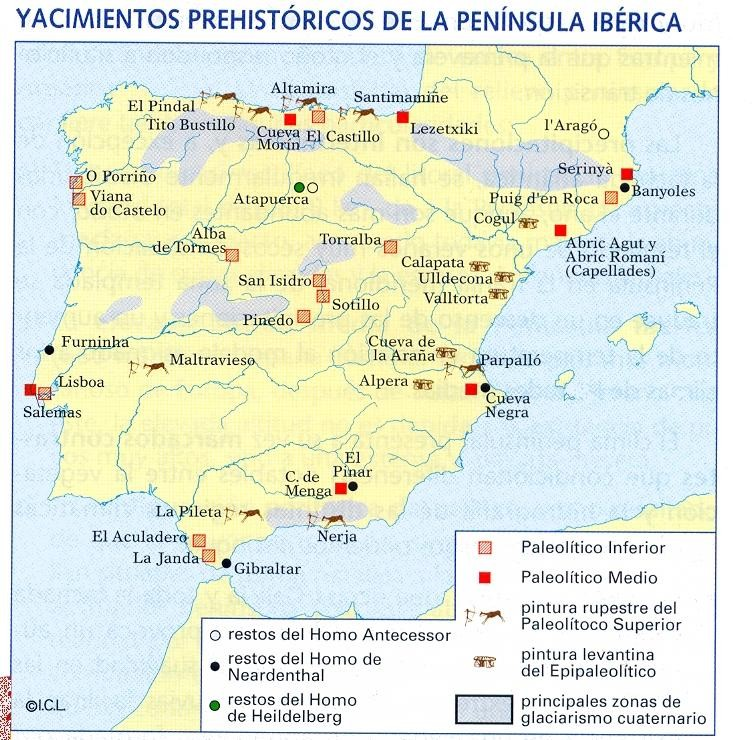 YACIMIENTOS PREHISTÓRICOS DE LA PENÍNSULA IBÉRICA
Altamira
El Pindal
Santimamiñe
Tito Bustillo
Cueva
Morín
El Castillo
Lezetxiki
l'Aragó
Serinyà
O Porriño
Viana
do Castelo
Atapuerca
Puig d'en Roca
Banyoles
Cogul
Alba
de Tormes
Torralba
Abric Agut y
Abric Romaní
(Capellades)
Calapata
Ulldecona
Valltorta
San Isidro
Sotillo
Pinedo
Furninha
Maltravieso
Cueva de
la Araña
Parpalló
Lisboa
Salemas
Alpera
Cueva
Negra
El
Pinar
C. de
Menga
La Pileta
Nerja
El Aculadero
La Janda
Gibraltar
Paleolítico Inferior
Paleolítico Medio
pintura rupestre del
Paleolítoco Superior
pintura levantina
del Epipaleolítico
principales zonas de
glaciarismo cuaternario
restos del Homo Antecessor
restos del Homo de
Neardenthal
restos del Homo
de Heildelberg
©I.C.L.